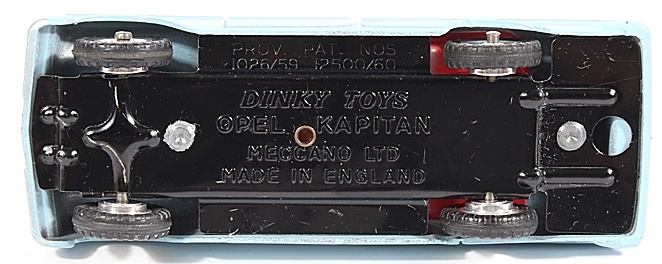 PROV. PAT. NOS
1026/59 12500/60
DINKY TOYS
OPEL KAPITAN
MECCANO LTD
MADE IN ENGLAND